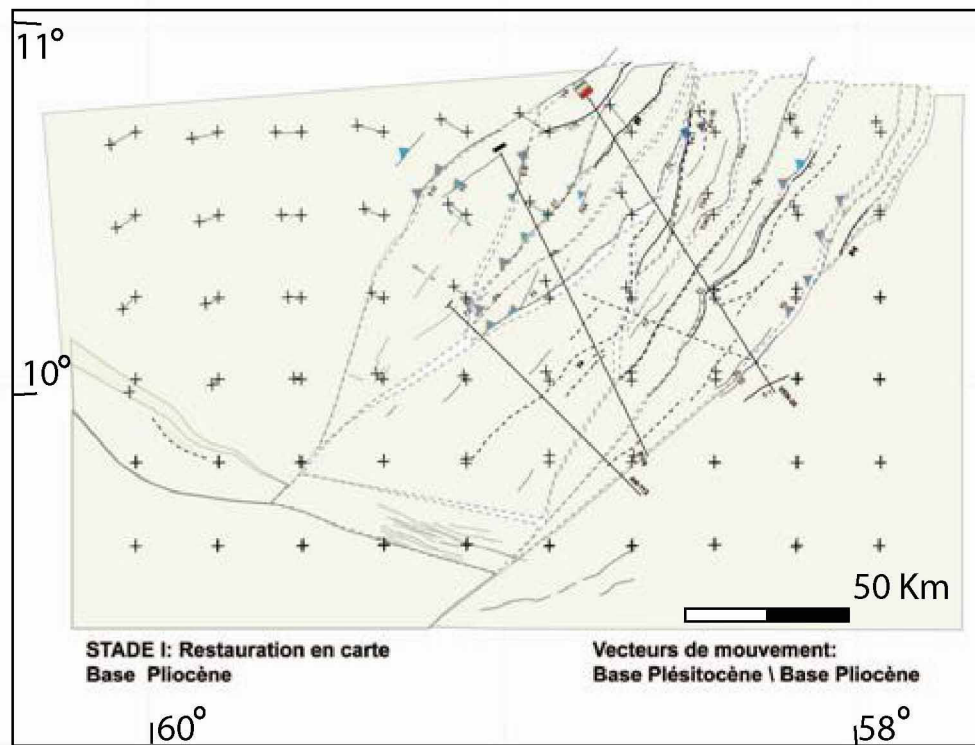 11°
10°
50 Km
STADE I: Restauration en carte
Base Pliocène
Vecteurs de mouvement:
Base Plésitocène \ Base Pliocène
60°
58°